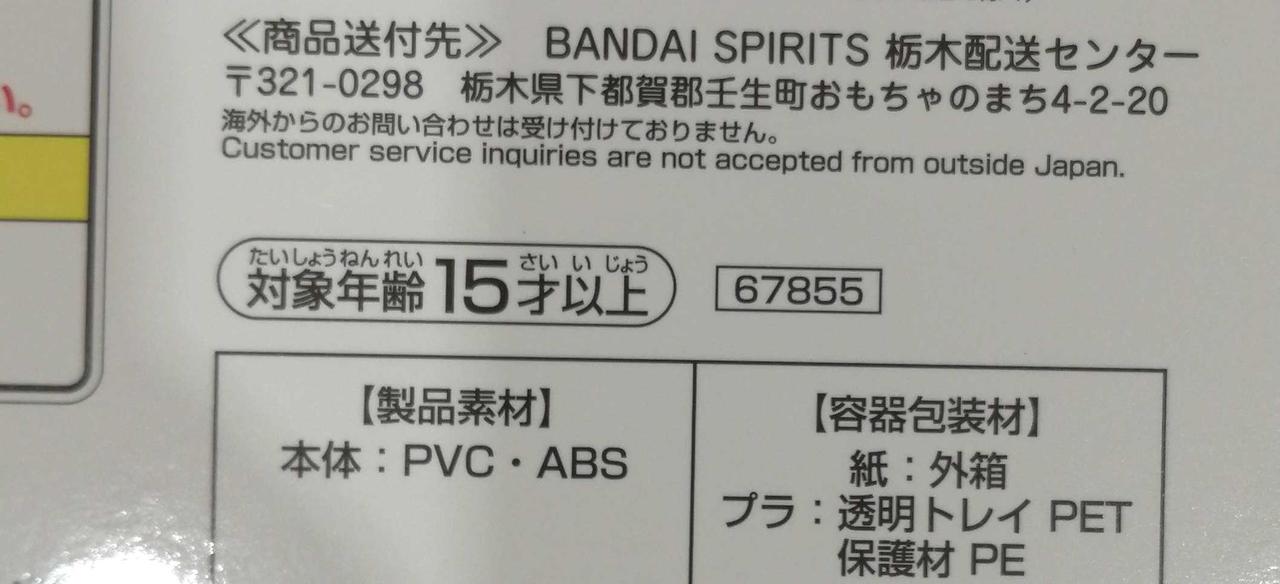 い。
≪商品送付先≫ BANDAI SPIRITS 栃木配送センター
〒321-0298 栃木県下都賀郡壬生町おもちゃのまち4-2-20
海外からのお問い合わせは受け付けておりません。
Customer service inquiries are not accepted from outside Japan.
たいしょうねんれい さい い じょう
対象年齢15才以上 67855
【製品素材】
本体：PVC・ABS
【容器包装材】
紙：外箱
プラ：透明トレイ PET
保護材 PE